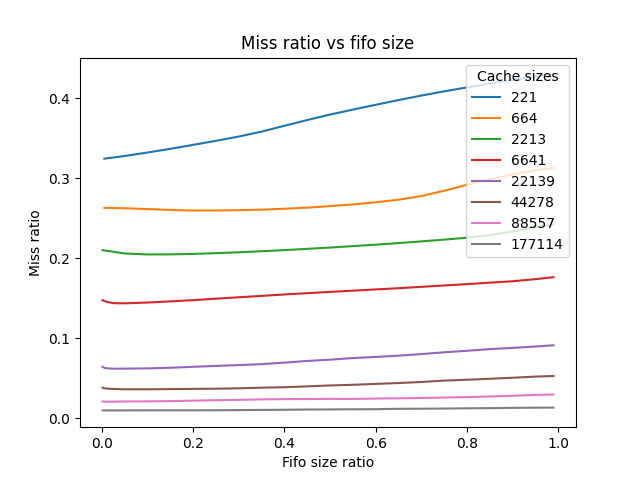 Miss ratio vs fifo size
Cache sizes
221
664
2213
6641
22139
44278
88557
177114
0.4
0.3
0.2
0.1
0.0
Miss ratio
0.0 0.2 0.4 0.6 0.8 1.0
Fifo size ratio